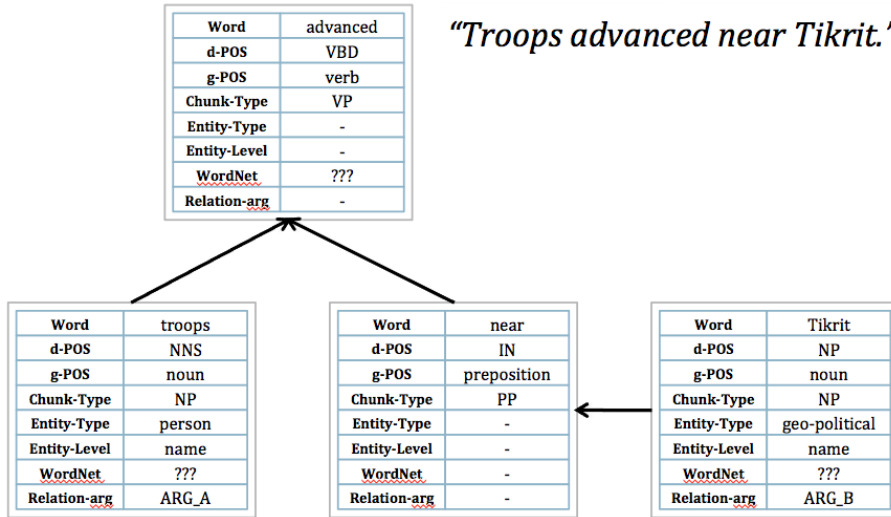 "Troops advanced near Tikrit."
Word advanced
d-POS VBD
g-POS verb
Chunk-Type VP
Entity-Type -
Entity-Level -
WordNet ???
Relation-arg -
Word troops
d-POS NNS
g-POS noun
Chunk-Type NP
Entity-Type person
Entity-Level name
WordNet ???
Relation-arg ARG_A
Word near
d-POS IN
g-POS preposition
Chunk-Type PP
Entity-Type -
Entity-Level -
WordNet -
Relation-arg -
Word Tikrit
d-POS NP
g-POS noun
Chunk-Type NP
Entity-Type geo-political
Entity-Level name
WordNet ???
Relation-arg ARG_B